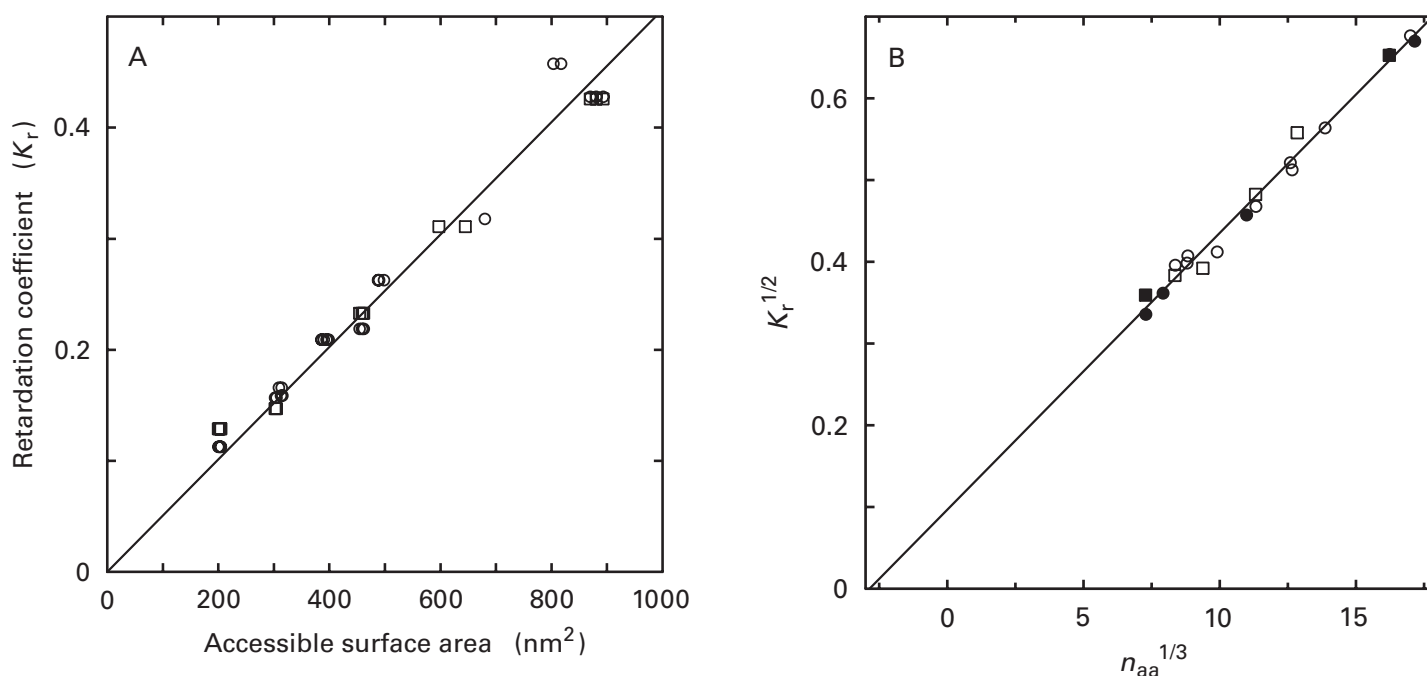 A
Retardation coefficient (Kr)
0.4
0.2
0
0 200 400 600 800 1000
Accessible surface area (nm2)
B
Kr1/2
0.6
0.4
0.2
0
0 5 10 15
naa1/3